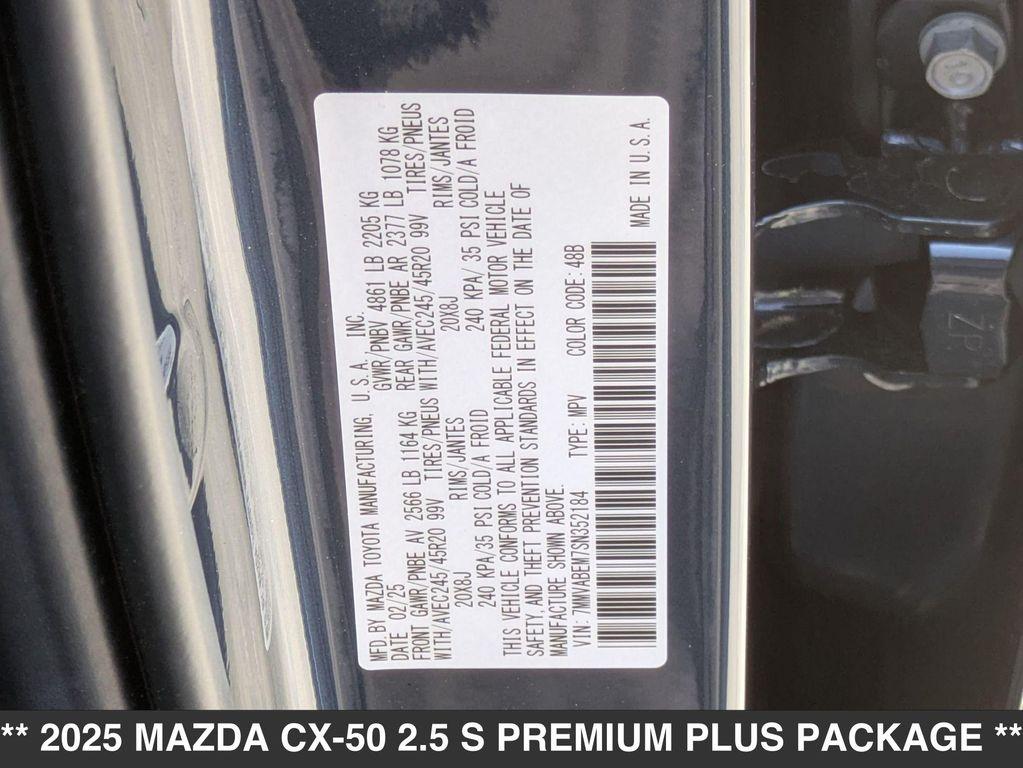 MFD. BY MAZDA TOYOTA MANUFACTURING, U.S.A. INC.
DATE 02/25 GVWR/PNBV 4861 LB 2205 KG
FRONT GAWR/PNBE AV 2566 LB 1164 KG REAR GAWR/PNBE AR 2377 LB 1078 KG
WITH/AVEC245/45R20 99V TIRES/PNEUS WITH/AVEC245/45R20 99V TIRES/PNEUS
20X8J RIMS/JANTES 20X8J RIMS/JANTES
240 KPA/35 PSI COLD/A FROID 240 KPA/ 35 PSI COLD/A FROID
THIS VEHICLE CONFORMS TO ALL APPLICABLE FEDERAL MOTOR VEHICLE
SAFETY, AND THEFT PREVENTION STANDARDS IN EFFECT ON THE DATE OF
MANUFACTURE SHOWN ABOVE.
VIN: 7MMVABEM7SN352184 TYPE: MPV COLOR CODE: 48B
MADE IN U.S.A.
ZP
** 2025 MAZDA CX-50 2.5 S PREMIUM PLUS PACKAGE **